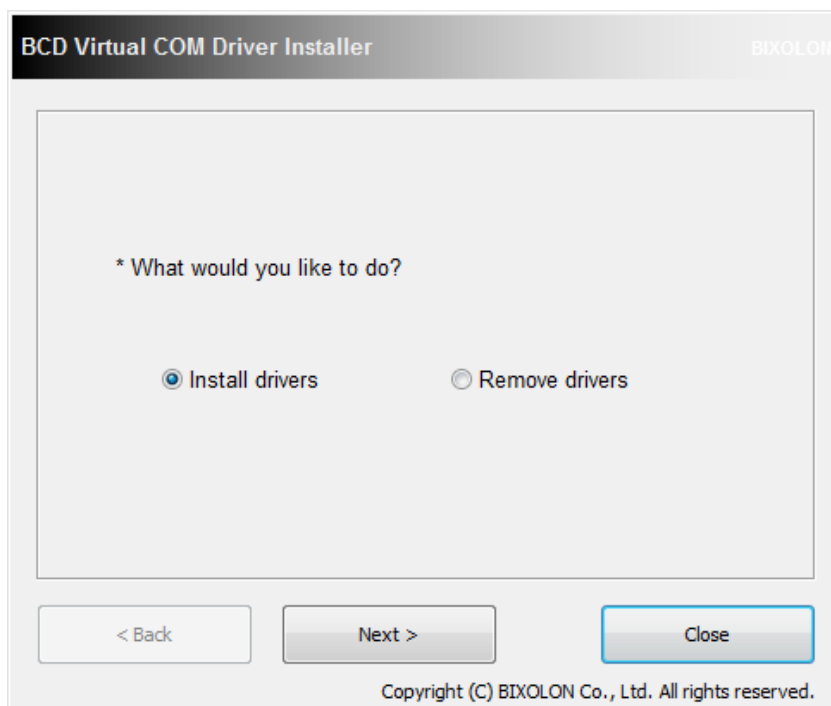 BCD Virtual COM Driver Installer BIXOLON
* What would you like to do?
Install drivers Remove drivers
< Back Next > Close
Copyright (C) BIXOLON Co., Ltd. All rights reserved.